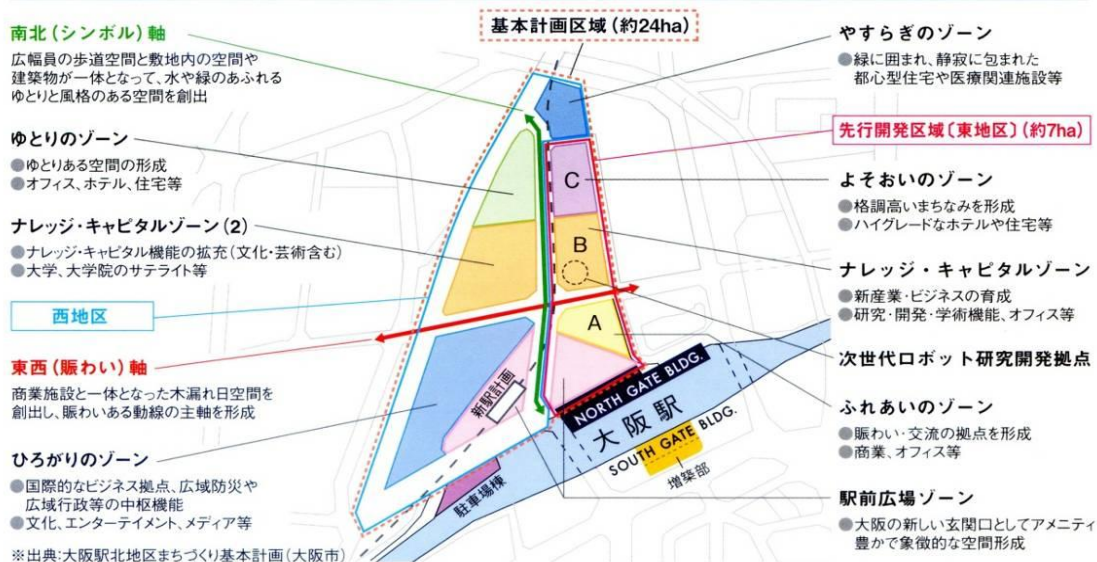 基本計画区域(約24ha)
南北(シンボル)軸
広幅員の歩道空間と敷地内の空間や
建築物が一体となって、水や緑のあふれる
ゆとりと風格のある空間を創出
ゆとりのゾーン
●ゆとりある空間の形成
●オフィス、ホテル、住宅等
ナレッジ・キャピタルゾーン(2)
●ナレッジ・キャピタル機能の拡充(文化・芸術含む)
●大学、大学院のサテライト等
西地区
東西(賑わい)軸
商業施設と一体となった木漏れ日空間を
創出し、賑わいある動線の主軸を形成
ひろがりのゾーン
●国際的なビジネス拠点、広域防災や
広域行政等の中枢機能
●文化、エンターテイメント、メディア等
※出典:大阪駅北地区まちづくり基本計画(大阪市)
C
B
A
新駅計画
NORTH GATE BLDG.
大阪駅
SOUTH GATE BLDG.
増築部
駐車場棟
やすらぎのゾーン
●緑に囲まれ、静寂に包まれた
都心型住宅や医療関連施設等
先行開発区域〔東地区〕(約7ha)
よそおいのゾーン
●格調高いまちなみを形成
●ハイグレードなホテルや住宅等
ナレッジ・キャピタルゾーン
●新産業・ビジネスの育成
●研究・開発・学術機能、オフィス等
次世代ロボット研究開発拠点
ふれあいのゾーン
●賑わい・交流の拠点を形成
●商業、オフィス等
駅前広場ゾーン
●大阪の新しい玄関口としてアメニティ
豊かで象徴的な空間形成